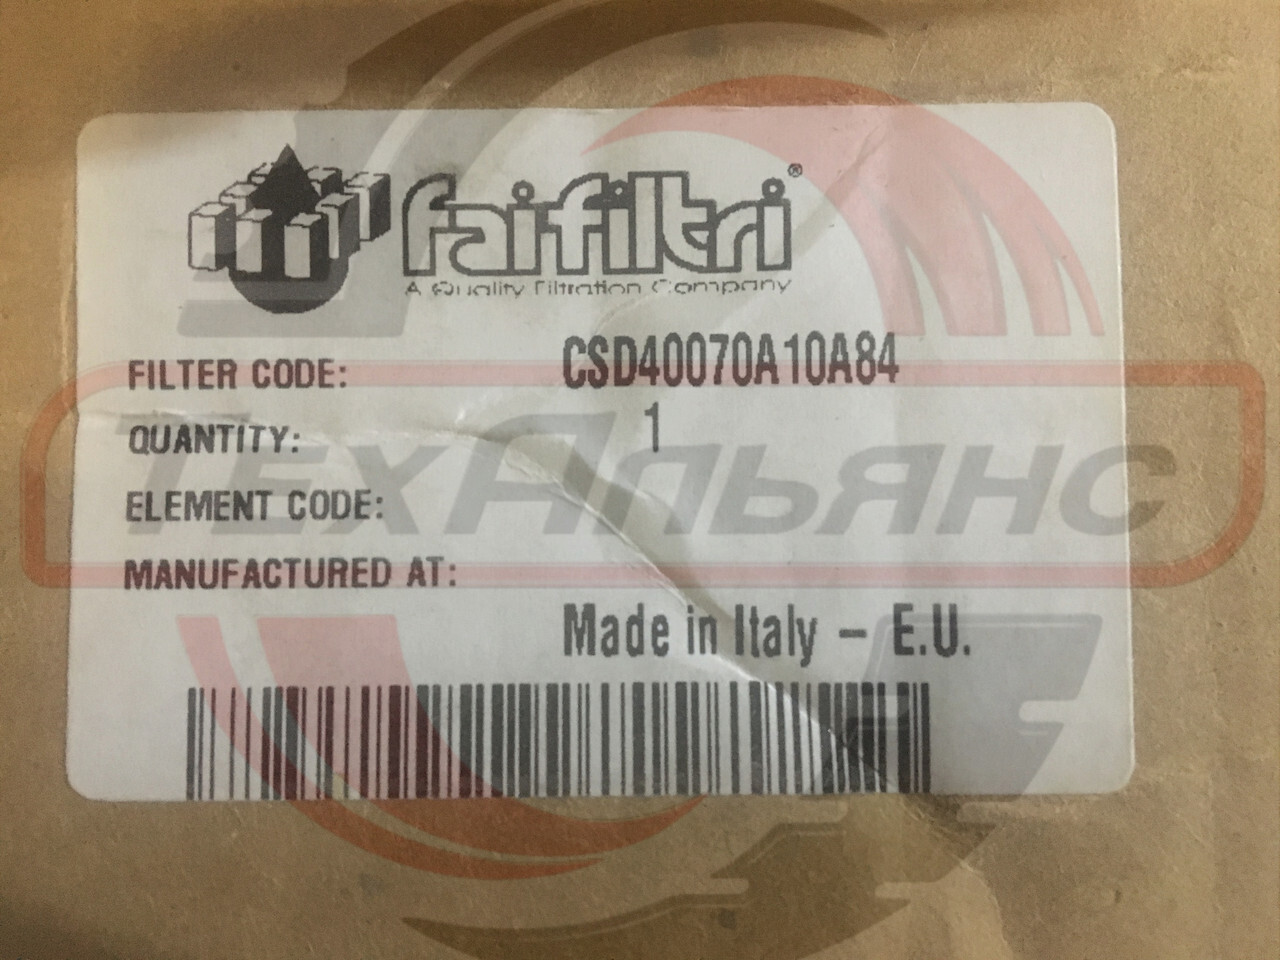 faifiltri®
A Quality Filtration Company
FILTER CODE: CSD40070A10A84
QUANTITY: 1
ТЕХАЛЬЯНС
ELEMENT CODE:
MANUFACTURED AT:
Made in Italy – E.U.